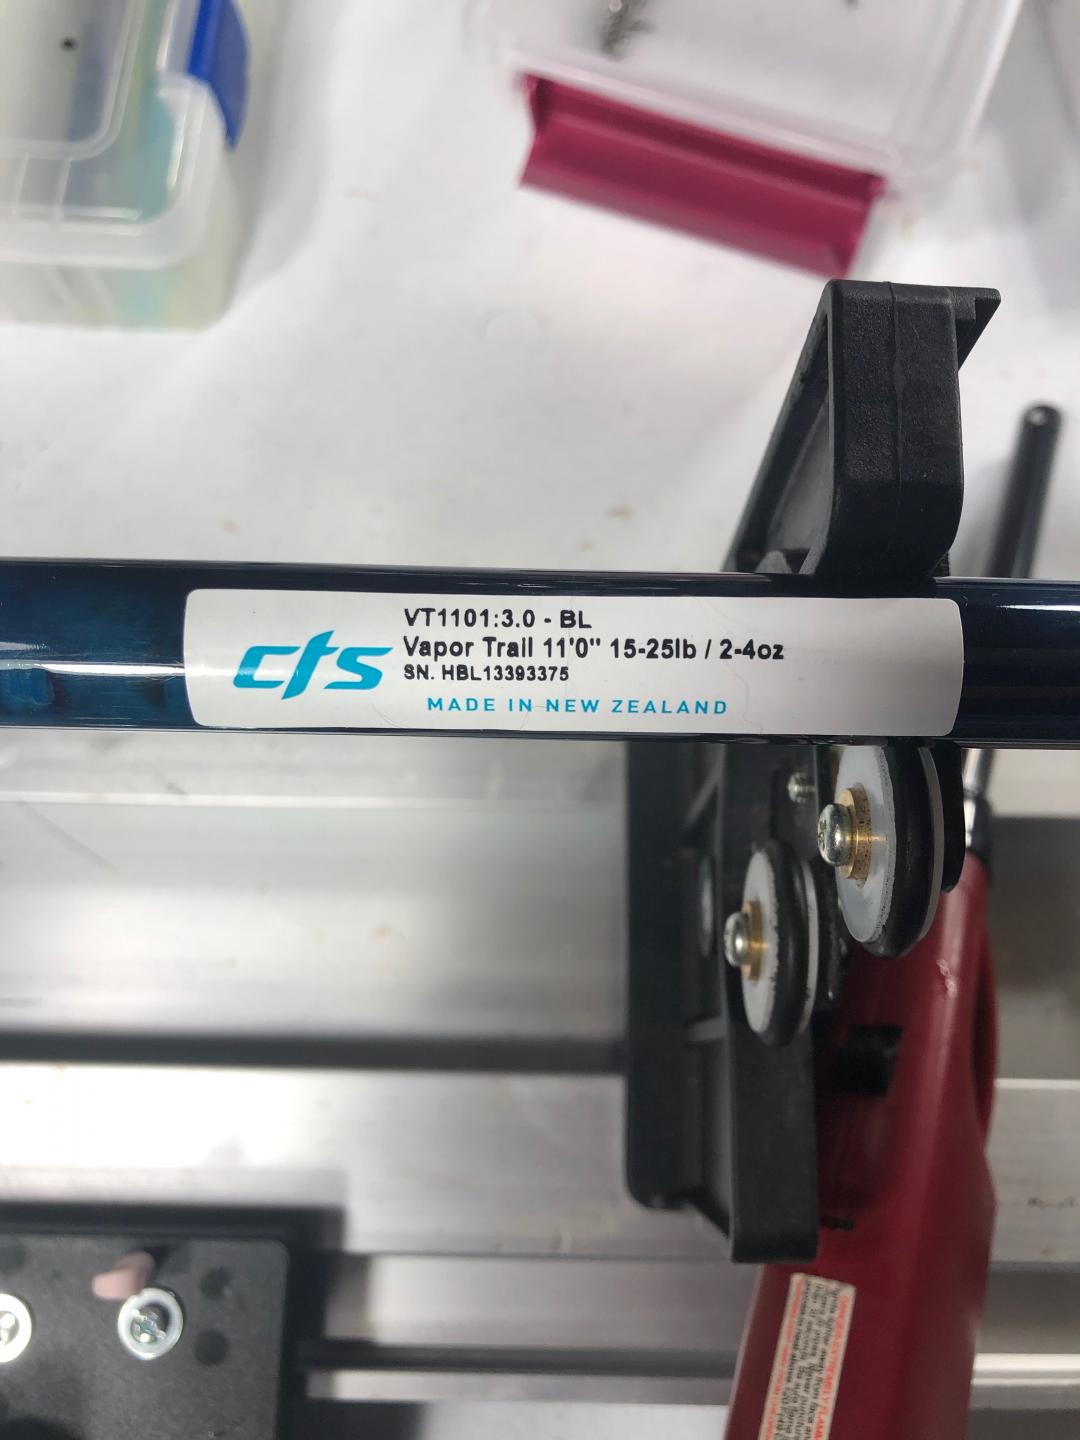 cts
VT1101:3.0 - BL
Vapor Trail 11'0" 15-25lb / 2-4oz
SN. HBL13393375
MADE IN NEW ZEALAND